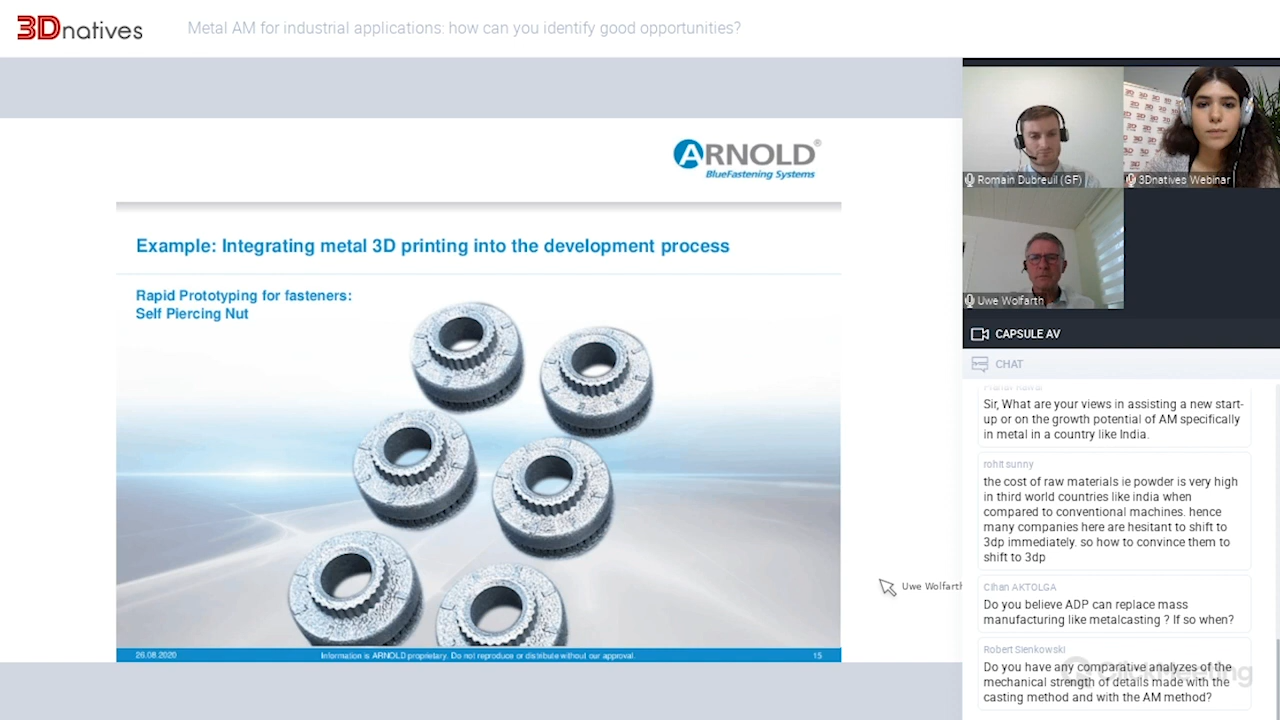 3Dnatives
Metal AM for industrial applications: how can you identify good opportunities?
ARNOLD®
BlueFastening Systems
Example: Integrating metal 3D printing into the development process
Rapid Prototyping for fasteners:
Self Piercing Nut
26.08.2020
Information is ARNOLD proprietary. Do not reproduce or distribute without our approval.
15
Uwe Wolfarth
Romain Dubreuil (GF)
3Dnatives Webinar
Uwe Wolfarth
CAPSULE AV
CHAT
Sir, What are your views in assisting a new start-
up or on the growth potential of AM specifically
in metal in a country like India.
rohit sunny
the cost of raw materials ie powder is very high
in third world countries like india when
compared to conventional machines. hence
many companies here are hesitant to shift to
3dp immediately. so how to convince them to
shift to 3dp
Cihan AKTOLGA
Do you believe ADP can replace mass
manufacturing like metalcasting ? If so when?
Robert Sienkowski
Do you have any comparative analyzes of the
mechanical strength of details made with the
casting method and with the AM method?
ClickMeeting